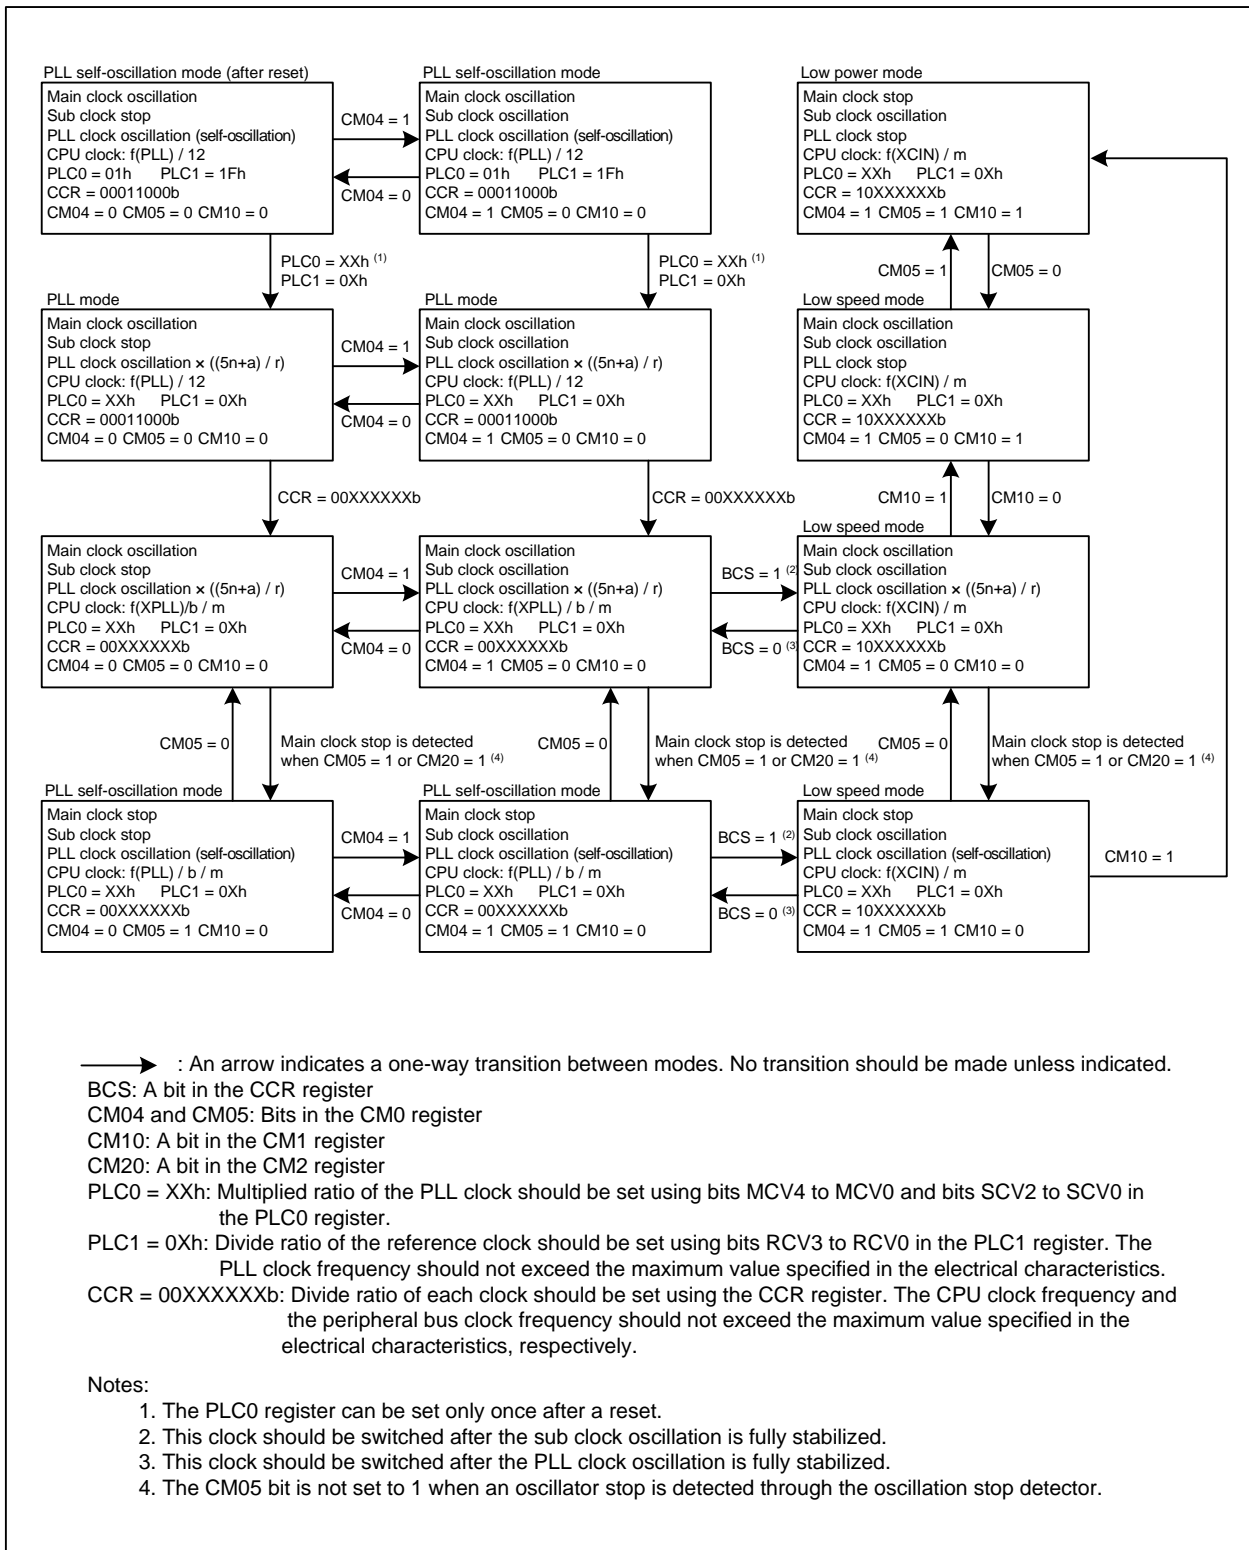 PLL self-oscillation mode (after reset)
Main clock oscillation
Sub clock stop
PLL clock oscillation (self-oscillation)
CPU clock: f(PLL) / 12
PLC0 = 01h PLC1 = 1Fh
CCR = 00011000b
CM04 = 0 CM05 = 0 CM10 = 0
CM04 = 1
CM04 = 0
PLL self-oscillation mode
Main clock oscillation
Sub clock oscillation
PLL clock oscillation (self-oscillation)
CPU clock: f(PLL) / 12
PLC0 = 01h PLC1 = 1Fh
CCR = 00011000b
CM04 = 1 CM05 = 0 CM10 = 0
Low power mode
Main clock stop
Sub clock oscillation
PLL clock stop
CPU clock: f(XCIN) / m
PLC0 = XXh PLC1 = 0Xh
CCR = 10XXXXXXb
CM04 = 1 CM05 = 1 CM10 = 1
PLC0 = XXh (1)
PLC1 = 0Xh
PLC0 = XXh (1)
PLC1 = 0Xh
CM05 = 1
CM05 = 0
PLL mode
Main clock oscillation
Sub clock stop
PLL clock oscillation × ((5n+a) / r)
CPU clock: f(PLL) / 12
PLC0 = XXh PLC1 = 0Xh
CCR = 00011000b
CM04 = 0 CM05 = 0 CM10 = 0
CM04 = 1
CM04 = 0
PLL mode
Main clock oscillation
Sub clock oscillation
PLL clock oscillation × ((5n+a) / r)
CPU clock: f(PLL) / 12
PLC0 = XXh PLC1 = 0Xh
CCR = 00011000b
CM04 = 1 CM05 = 0 CM10 = 0
Low speed mode
Main clock oscillation
Sub clock oscillation
PLL clock stop
CPU clock: f(XCIN) / m
PLC0 = XXh PLC1 = 0Xh
CCR = 10XXXXXXb
CM04 = 1 CM05 = 0 CM10 = 1
CCR = 00XXXXXXb
CCR = 00XXXXXXb
CM10 = 1
CM10 = 0
Main clock oscillation
Sub clock stop
PLL clock oscillation × ((5n+a) / r)
CPU clock: f(XPLL)/b / m
PLC0 = XXh PLC1 = 0Xh
CCR = 00XXXXXXb
CM04 = 0 CM05 = 0 CM10 = 0
CM04 = 1
CM04 = 0
Main clock oscillation
Sub clock oscillation
PLL clock oscillation × ((5n+a) / r)
CPU clock: f(XPLL) / b / m
PLC0 = XXh PLC1 = 0Xh
CCR = 00XXXXXXb
CM04 = 1 CM05 = 0 CM10 = 0
BCS = 1 (2)
BCS = 0 (3)
Low speed mode
Main clock oscillation
Sub clock oscillation
PLL clock oscillation × ((5n+a) / r)
CPU clock: f(XCIN) / m
PLC0 = XXh PLC1 = 0Xh
CCR = 10XXXXXXb
CM04 = 1 CM05 = 0 CM10 = 0
CM05 = 0
Main clock stop is detected
when CM05 = 1 or CM20 = 1 (4)
CM05 = 0
Main clock stop is detected
when CM05 = 1 or CM20 = 1 (4)
CM05 = 0
Main clock stop is detected
when CM05 = 1 or CM20 = 1 (4)
PLL self-oscillation mode
Main clock stop
Sub clock stop
PLL clock oscillation (self-oscillation)
CPU clock: f(PLL) / b / m
PLC0 = XXh PLC1 = 0Xh
CCR = 00XXXXXXb
CM04 = 0 CM05 = 1 CM10 = 0
CM04 = 1
CM04 = 0
PLL self-oscillation mode
Main clock stop
Sub clock oscillation
PLL clock oscillation (self-oscillation)
CPU clock: f(PLL) / b / m
PLC0 = XXh PLC1 = 0Xh
CCR = 00XXXXXXb
CM04 = 1 CM05 = 1 CM10 = 0
BCS = 1 (2)
BCS = 0 (3)
Low speed mode
Main clock stop
Sub clock oscillation
PLL clock oscillation (self-oscillation)
CPU clock: f(XCIN) / m
PLC0 = XXh PLC1 = 0Xh
CCR = 10XXXXXXb
CM04 = 1 CM05 = 1 CM10 = 0
CM10 = 1
: An arrow indicates a one-way transition between modes. No transition should be made unless indicated.
BCS: A bit in the CCR register
CM04 and CM05: Bits in the CM0 register
CM10: A bit in the CM1 register
CM20: A bit in the CM2 register
PLC0 = XXh: Multiplied ratio of the PLL clock should be set using bits MCV4 to MCV0 and bits SCV2 to SCV0 in
the PLC0 register.
PLC1 = 0Xh: Divide ratio of the reference clock should be set using bits RCV3 to RCV0 in the PLC1 register. The
PLL clock frequency should not exceed the maximum value specified in the electrical characteristics.
CCR = 00XXXXXXb: Divide ratio of each clock should be set using the CCR register. The CPU clock frequency and
the peripheral bus clock frequency should not exceed the maximum value specified in the
electrical characteristics, respectively.
Notes:
1. The PLC0 register can be set only once after a reset.
2. This clock should be switched after the sub clock oscillation is fully stabilized.
3. This clock should be switched after the PLL clock oscillation is fully stabilized.
4. The CM05 bit is not set to 1 when an oscillator stop is detected through the oscillation stop detector.